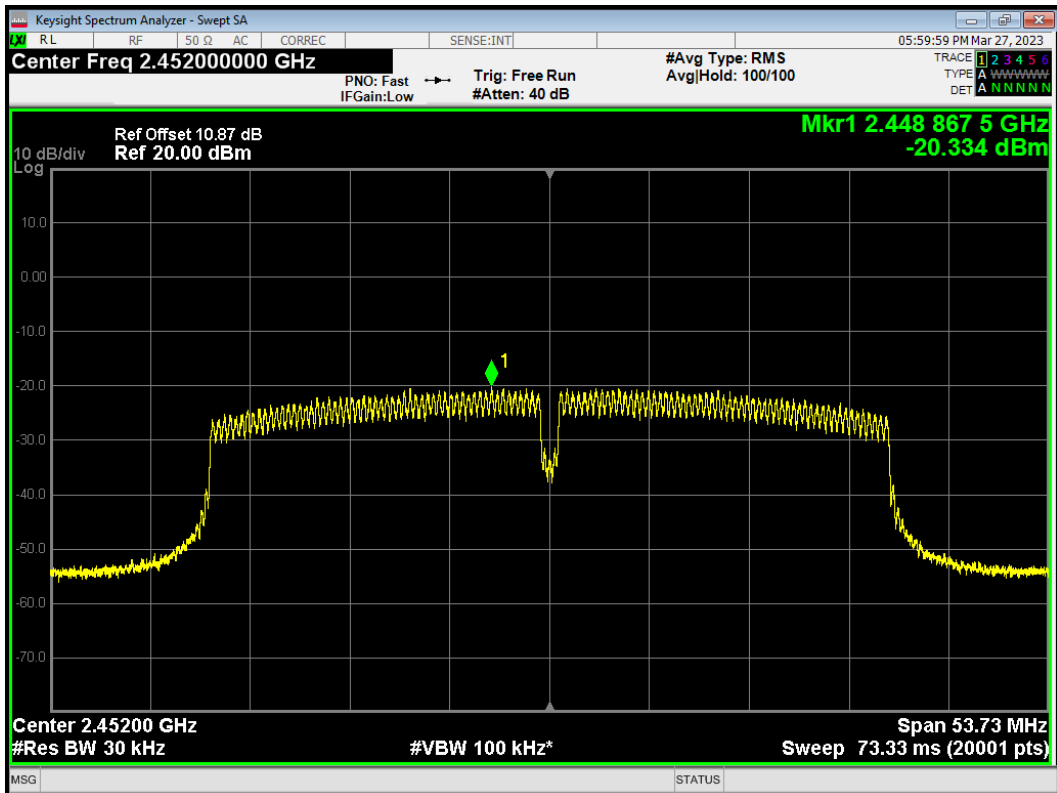 Keysight Spectrum Analyzer - Swept SA
LXI RL RF 50 Ω AC CORREC SENSE:INT 05:59:59 PM Mar 27, 2023
Center Freq 2.452000000 GHz
PNO: Fast
IFGain:Low
Trig: Free Run
#Atten: 40 dB
#Avg Type: RMS
Avg|Hold: 100/100
TRACE 1 2 3 4 5 6
TYPE A WWWWW
DET A N N N N N
Mkr1 2.448 867 5 GHz
-20.334 dBm
Ref Offset 10.87 dB
10 dB/div Ref 20.00 dBm
Log
10.0
0.00
-10.0
1
-20.0
-30.0
-40.0
-50.0
-60.0
-70.0
Center 2.45200 GHz Span 53.73 MHz
#Res BW 30 kHz #VBW 100 kHz* Sweep 73.33 ms (20001 pts)
MSG STATUS